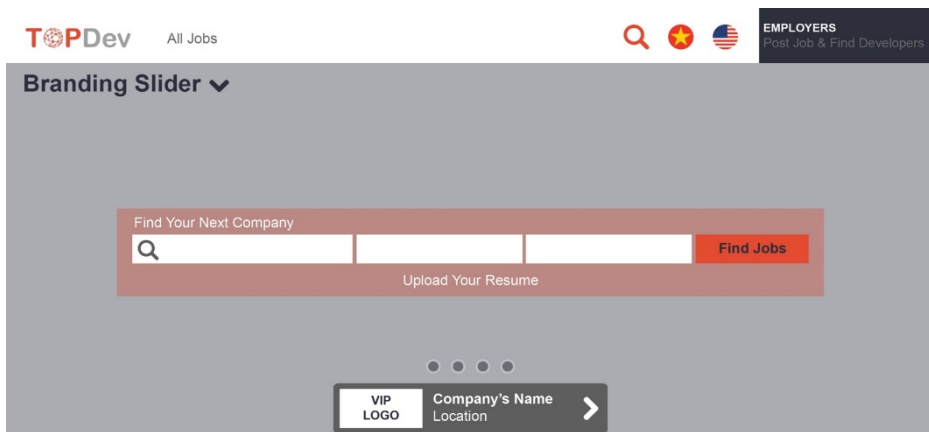 TOPDev
All Jobs
EMPLOYERS
Post Job & Find Developers
Branding Slider
Find Your Next Company
Find Jobs
Upload Your Resume
VIP
LOGO
Company's Name
Location